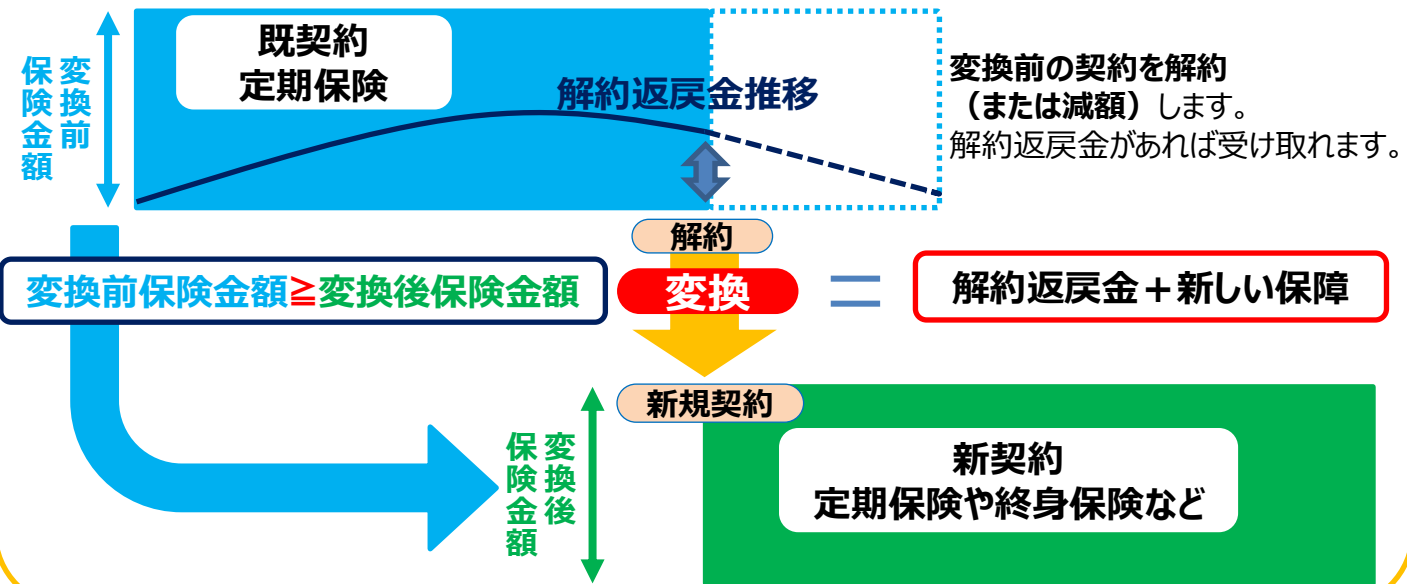 変換前
保険金額
既契約
定期保険
解約返戻金推移
変換前の契約を解約
（または減額）します。
解約返戻金があれば受け取れます。
解約
変換前保険金額≧変換後保険金額
変換
＝
解約返戻金＋新しい保障
新規契約
変換後
保険金額
新契約
定期保険や終身保険など